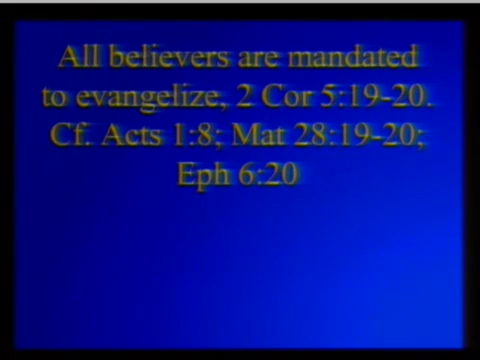 All believers are mandated
to evangelize, 2 Cor 5:19-20.
Cf. Acts 1:8; Mat 28:19-20;
Eph 6:20